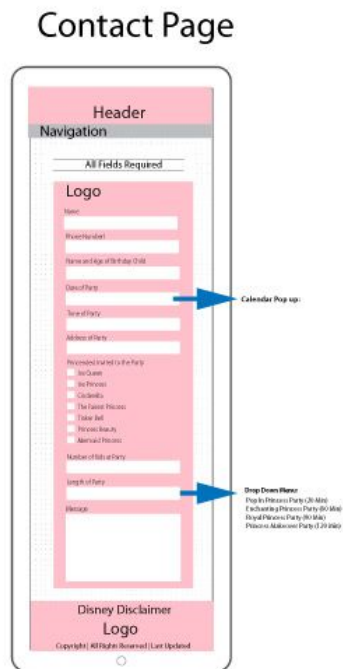 Contact Page
Header
Navigation
All Fields Required
Logo
Name
Phone Number
Name and Age of Birthday Child
Date of Party
Calendar Pop up:
Time of Party
Address of Party
Invited to the Party
Ice Queen
Ice Princess
Cinderella
The Fairest Princess
Tinker Bell
Princess Beauty
Mermaid Princess
Number of Kids at Party
Length of Party
Drop Down Menu:
Pop In Princess Party (20 Min)
Enchanting Princess Party (60 Min)
Royal Princess Party (90 Min)
Princess Makeover Party (120 Min)
Message
Disney Disclaimer
Logo
Copyright | All Rights Reserved | Last Updated